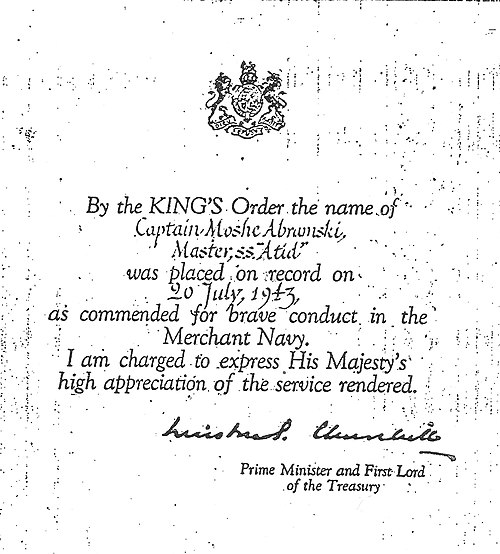 By the KING'S Order the name of
Captain Moshe Abramski,
Master, ss "Atid"
was placed on record on
20 July, 1943,
as commended for brave conduct in the
Merchant Navy.
I am charged to express His Majesty's
high appreciation of the service rendered.
Winston S. Churchill
Prime Minister and First Lord
of the Treasury